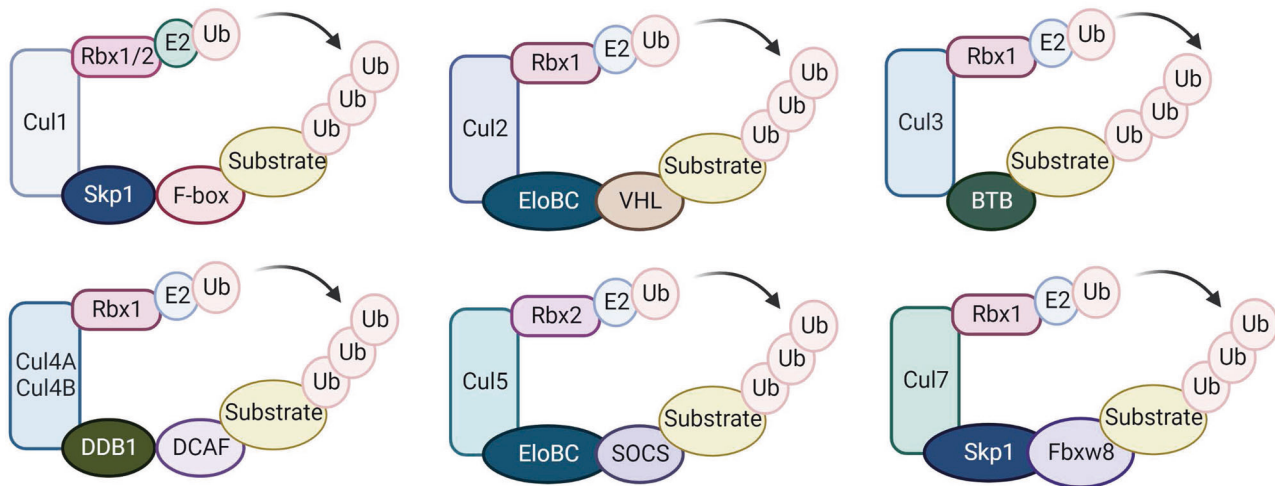 Rbx1/2
E2
Ub
Ub
Ub
Ub
Cul1
Substrate
Skp1
F-box
Rbx1
E2
Ub
Ub
Ub
Ub
Cul2
Substrate
EloBC
VHL
Rbx1
E2
Ub
Ub
Ub
Ub
Cul3
Substrate
BTB
Rbx1
E2
Ub
Ub
Ub
Ub
Cul4A
Cul4B
Substrate
DDB1
DCAF
Rbx2
E2
Ub
Ub
Ub
Ub
Cul5
Substrate
EloBC
SOCS
Rbx1
E2
Ub
Ub
Ub
Ub
Cul7
Substrate
Skp1
Fbxw8